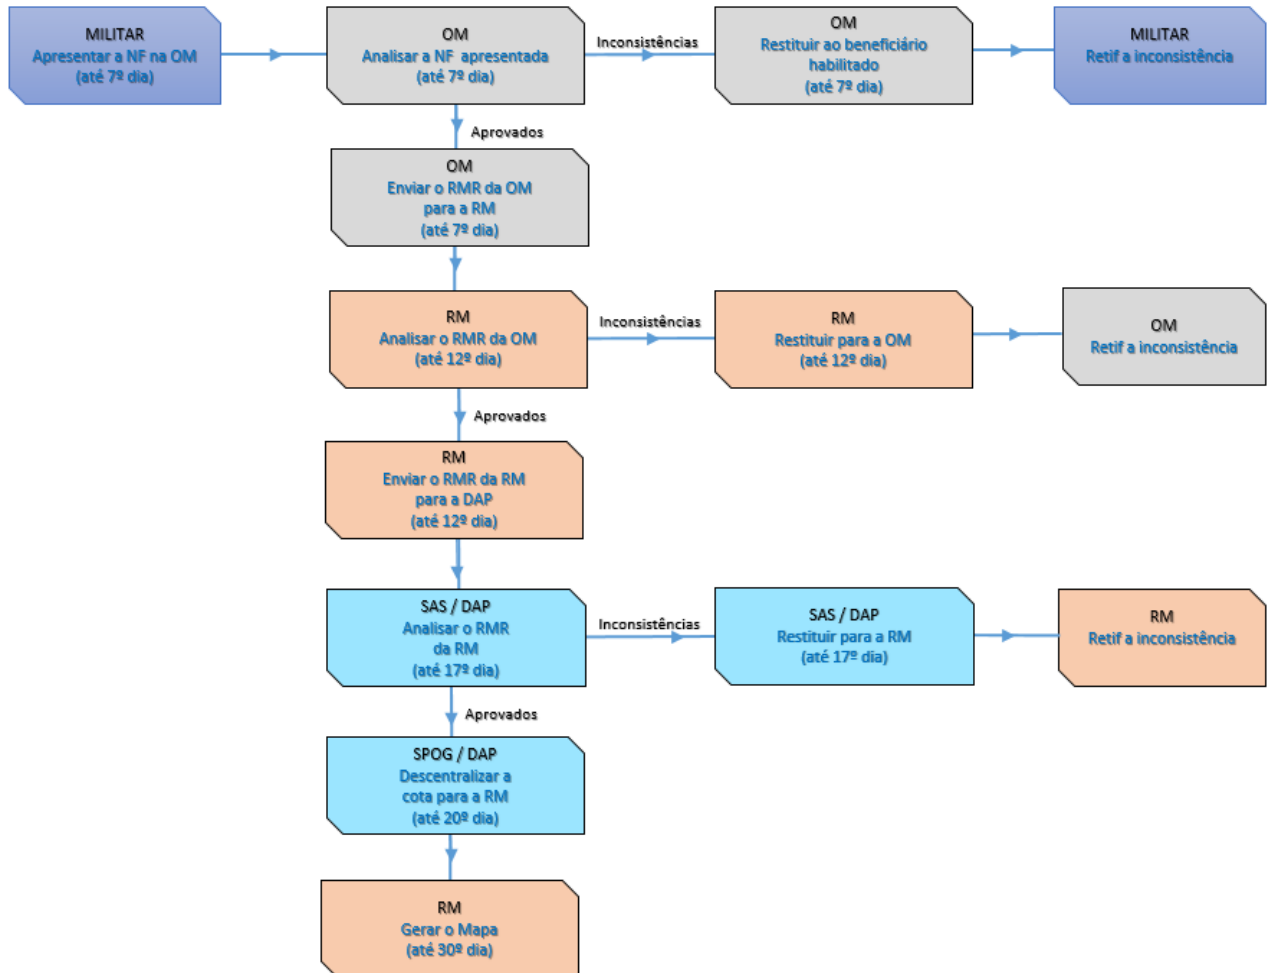 MILITAR
Apresentar a NF na OM
(até 7º dia)
OM
Analisar a NF apresentada
(até 7º dia)
Inconsistências
OM
Restituir ao beneficiário
habilitado
(até 7º dia)
MILITAR
Retif a inconsistência
Aprovados
OM
Enviar o RMR da OM
para a RM
(até 7º dia)
RM
Analisar o RMR da OM
(até 12º dia)
Inconsistências
RM
Restituir para a OM
(até 12º dia)
OM
Retif a inconsistência
Aprovados
RM
Enviar o RMR da RM
para a DAP
(até 12º dia)
SAS / DAP
Analisar o RMR
da RM
(até 17º dia)
Inconsistências
SAS / DAP
Restituir para a RM
(até 17º dia)
RM
Retif a inconsistência
Aprovados
SPOG / DAP
Descentralizar a
cota para a RM
(até 20º dia)
RM
Gerar o Mapa
(até 30º dia)